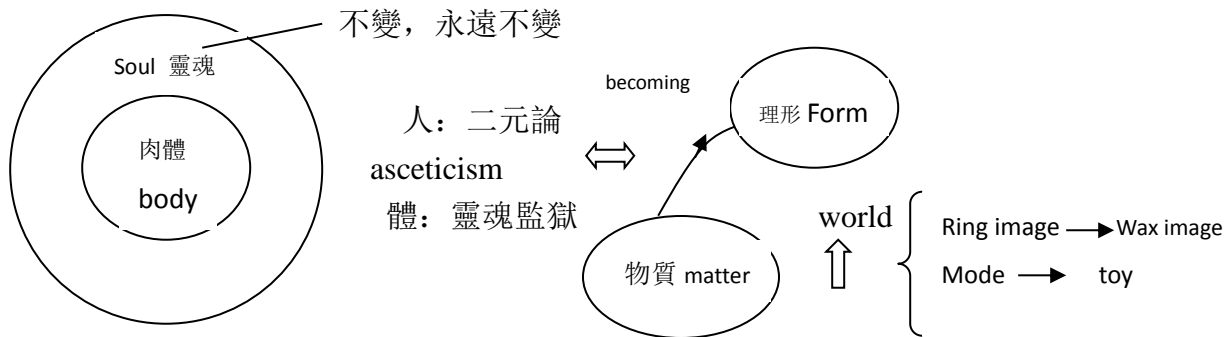 不變，永遠不變
Soul 靈魂
肉體
body
人：二元論
asceticism
體：靈魂監獄
becoming
理形 Form
物質 matter
world
Ring image
Wax image
Mode
toy